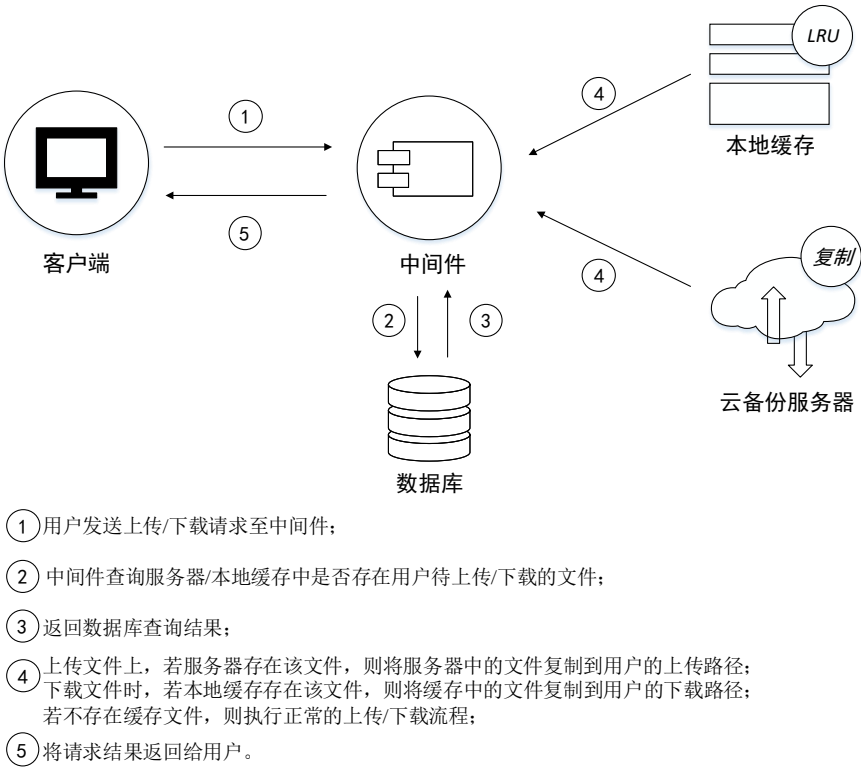 LRU
本地缓存
1
4
客户端
5
中间件
4
复制
云备份服务器
2
3
数据库
1 用户发送上传/下载请求至中间件；
2 中间件查询服务器/本地缓存中是否存在用户待上传/下载的文件；
3 返回数据库查询结果；
4 上传文件上，若服务器存在该文件，则将服务器中的文件复制到用户的上传路径；
下载文件时，若本地缓存存在该文件，则将缓存中的文件复制到用户的下载路径；
若不存在缓存文件，则执行正常的上传/下载流程；
5 将请求结果返回给用户。